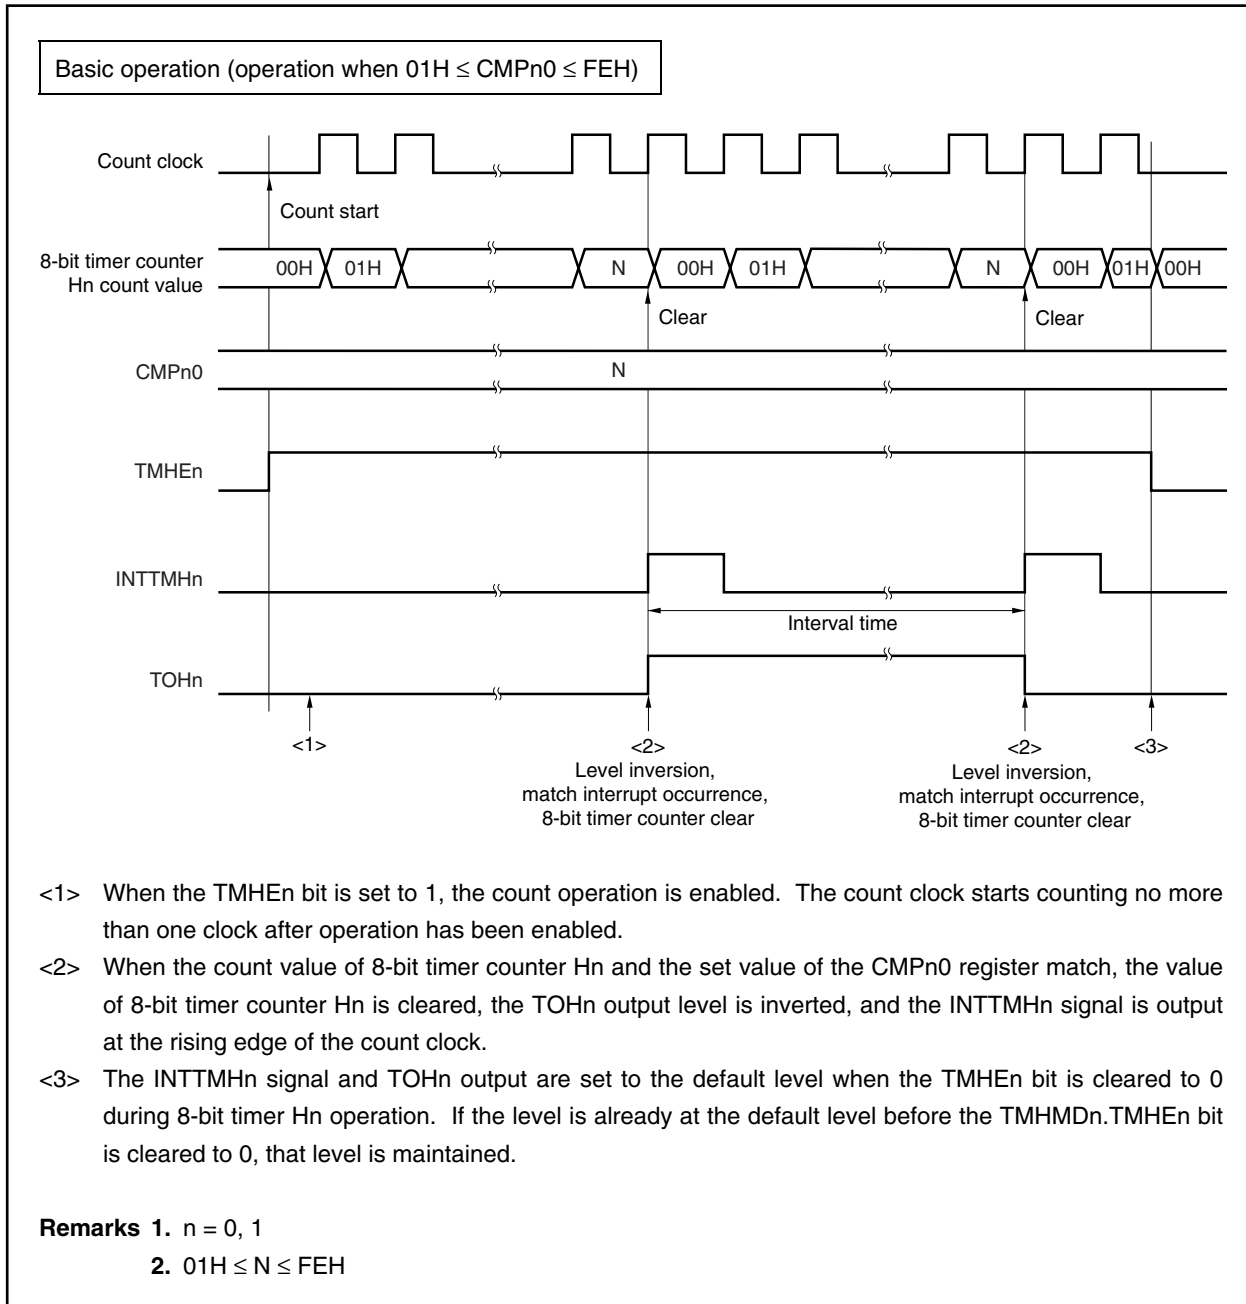 Basic operation (operation when 01H ≤ CMPn0 ≤ FEH)
Count clock
Count start
8-bit timer counter
Hn count value
00H 01H N 00H 01H N 00H 01H 00H
Clear Clear
CMPn0 N
TMHEn
INTTMHn
Interval time
TOHn
<1> <2> <2> <3>
Level inversion,
match interrupt occurrence,
8-bit timer counter clear
Level inversion,
match interrupt occurrence,
8-bit timer counter clear
<1> When the TMHEn bit is set to 1, the count operation is enabled. The count clock starts counting no more
than one clock after operation has been enabled.
<2> When the count value of 8-bit timer counter Hn and the set value of the CMPn0 register match, the value
of 8-bit timer counter Hn is cleared, the TOHn output level is inverted, and the INTTMHn signal is output
at the rising edge of the count clock.
<3> The INTTMHn signal and TOHn output are set to the default level when the TMHEn bit is cleared to 0
during 8-bit timer Hn operation. If the level is already at the default level before the TMHMDn.TMHEn bit
is cleared to 0, that level is maintained.
Remarks 1. n = 0, 1
2. 01H ≤ N ≤ FEH